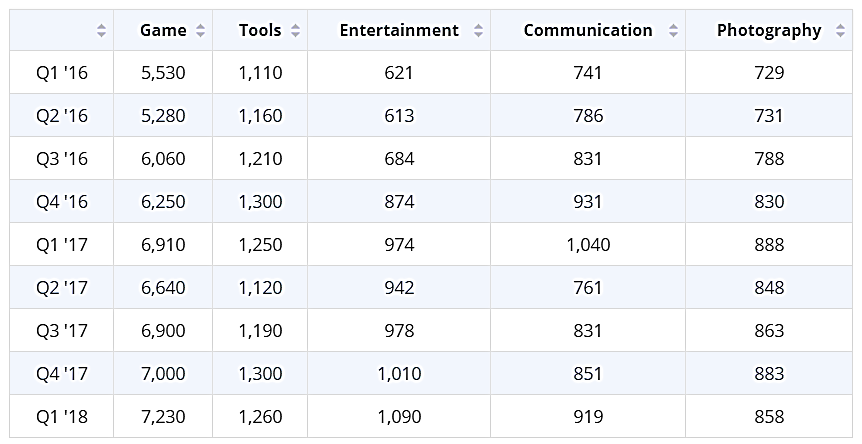 Game Tools Entertainment Communication Photography
Q1 '16 5,530 1,110 621 741 729
Q2 '16 5,280 1,160 613 786 731
Q3 '16 6,060 1,210 684 831 788
Q4 '16 6,250 1,300 874 931 830
Q1 '17 6,910 1,250 974 1,040 888
Q2 '17 6,640 1,120 942 761 848
Q3 '17 6,900 1,190 978 831 863
Q4 '17 7,000 1,300 1,010 851 883
Q1 '18 7,230 1,260 1,090 919 858